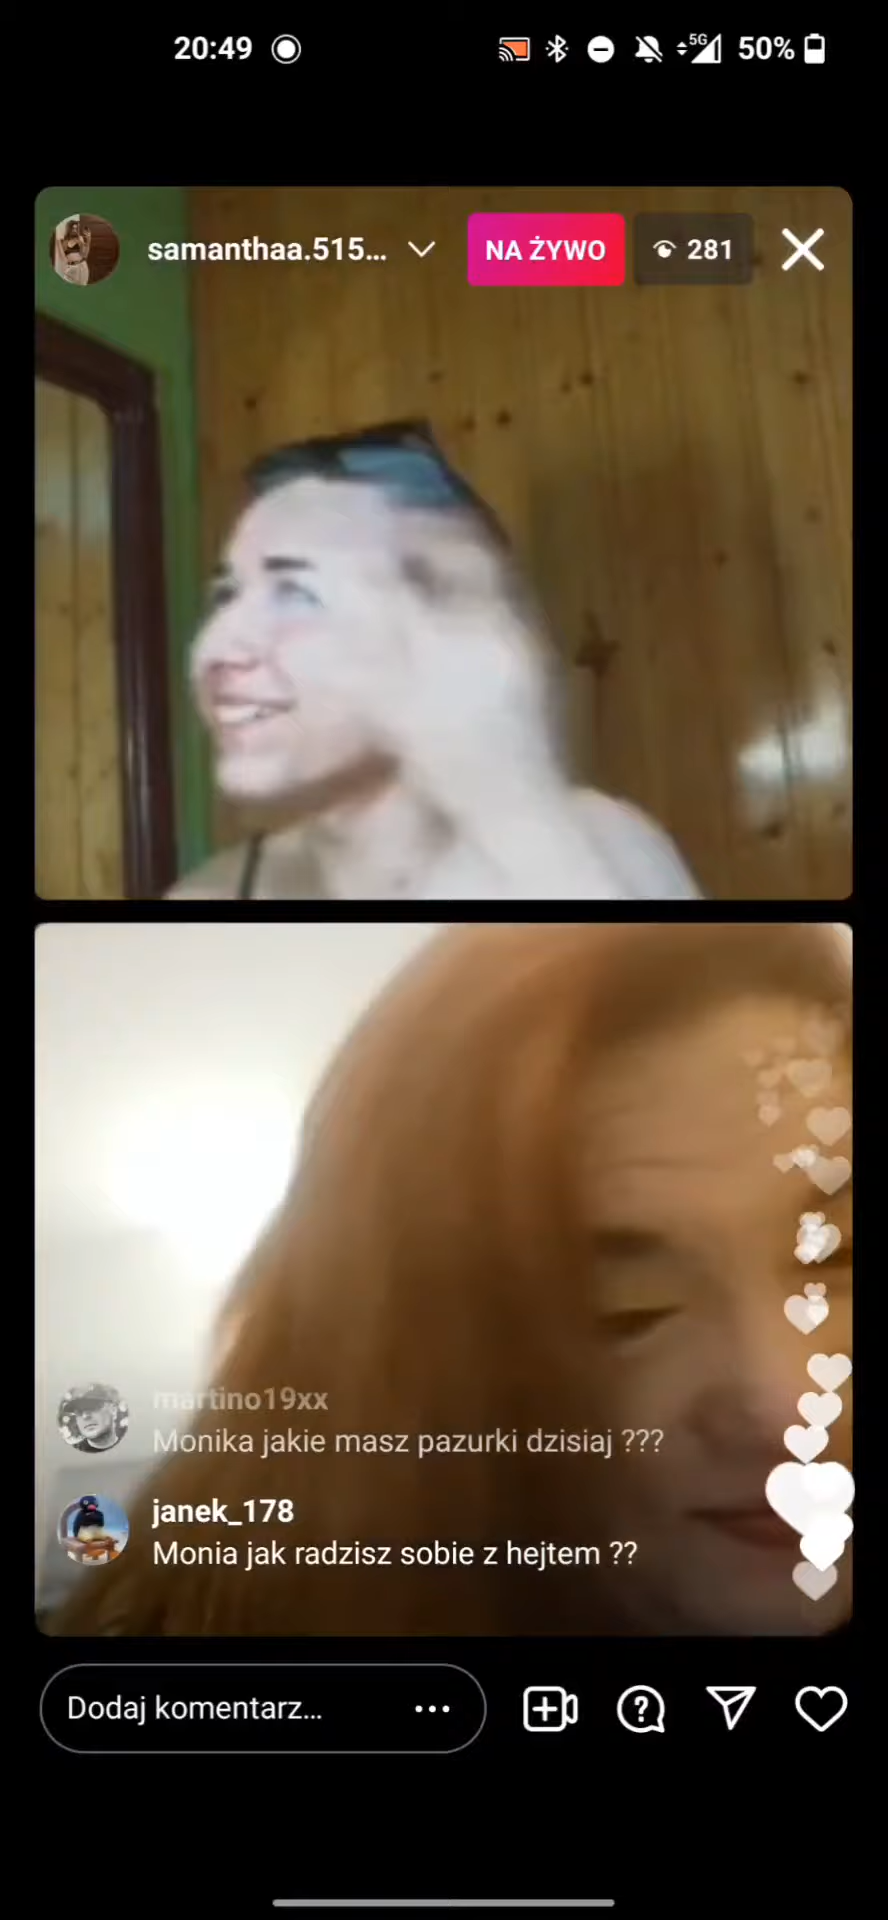 20:49
5G
50%
samanthaa.515...
NA ŻYWO
281
martino19xx
Monika jakie masz pazurki dzisiaj ???
janek_178
Monia jak radzisz sobie z hejtem ??
Dodaj komentarz...